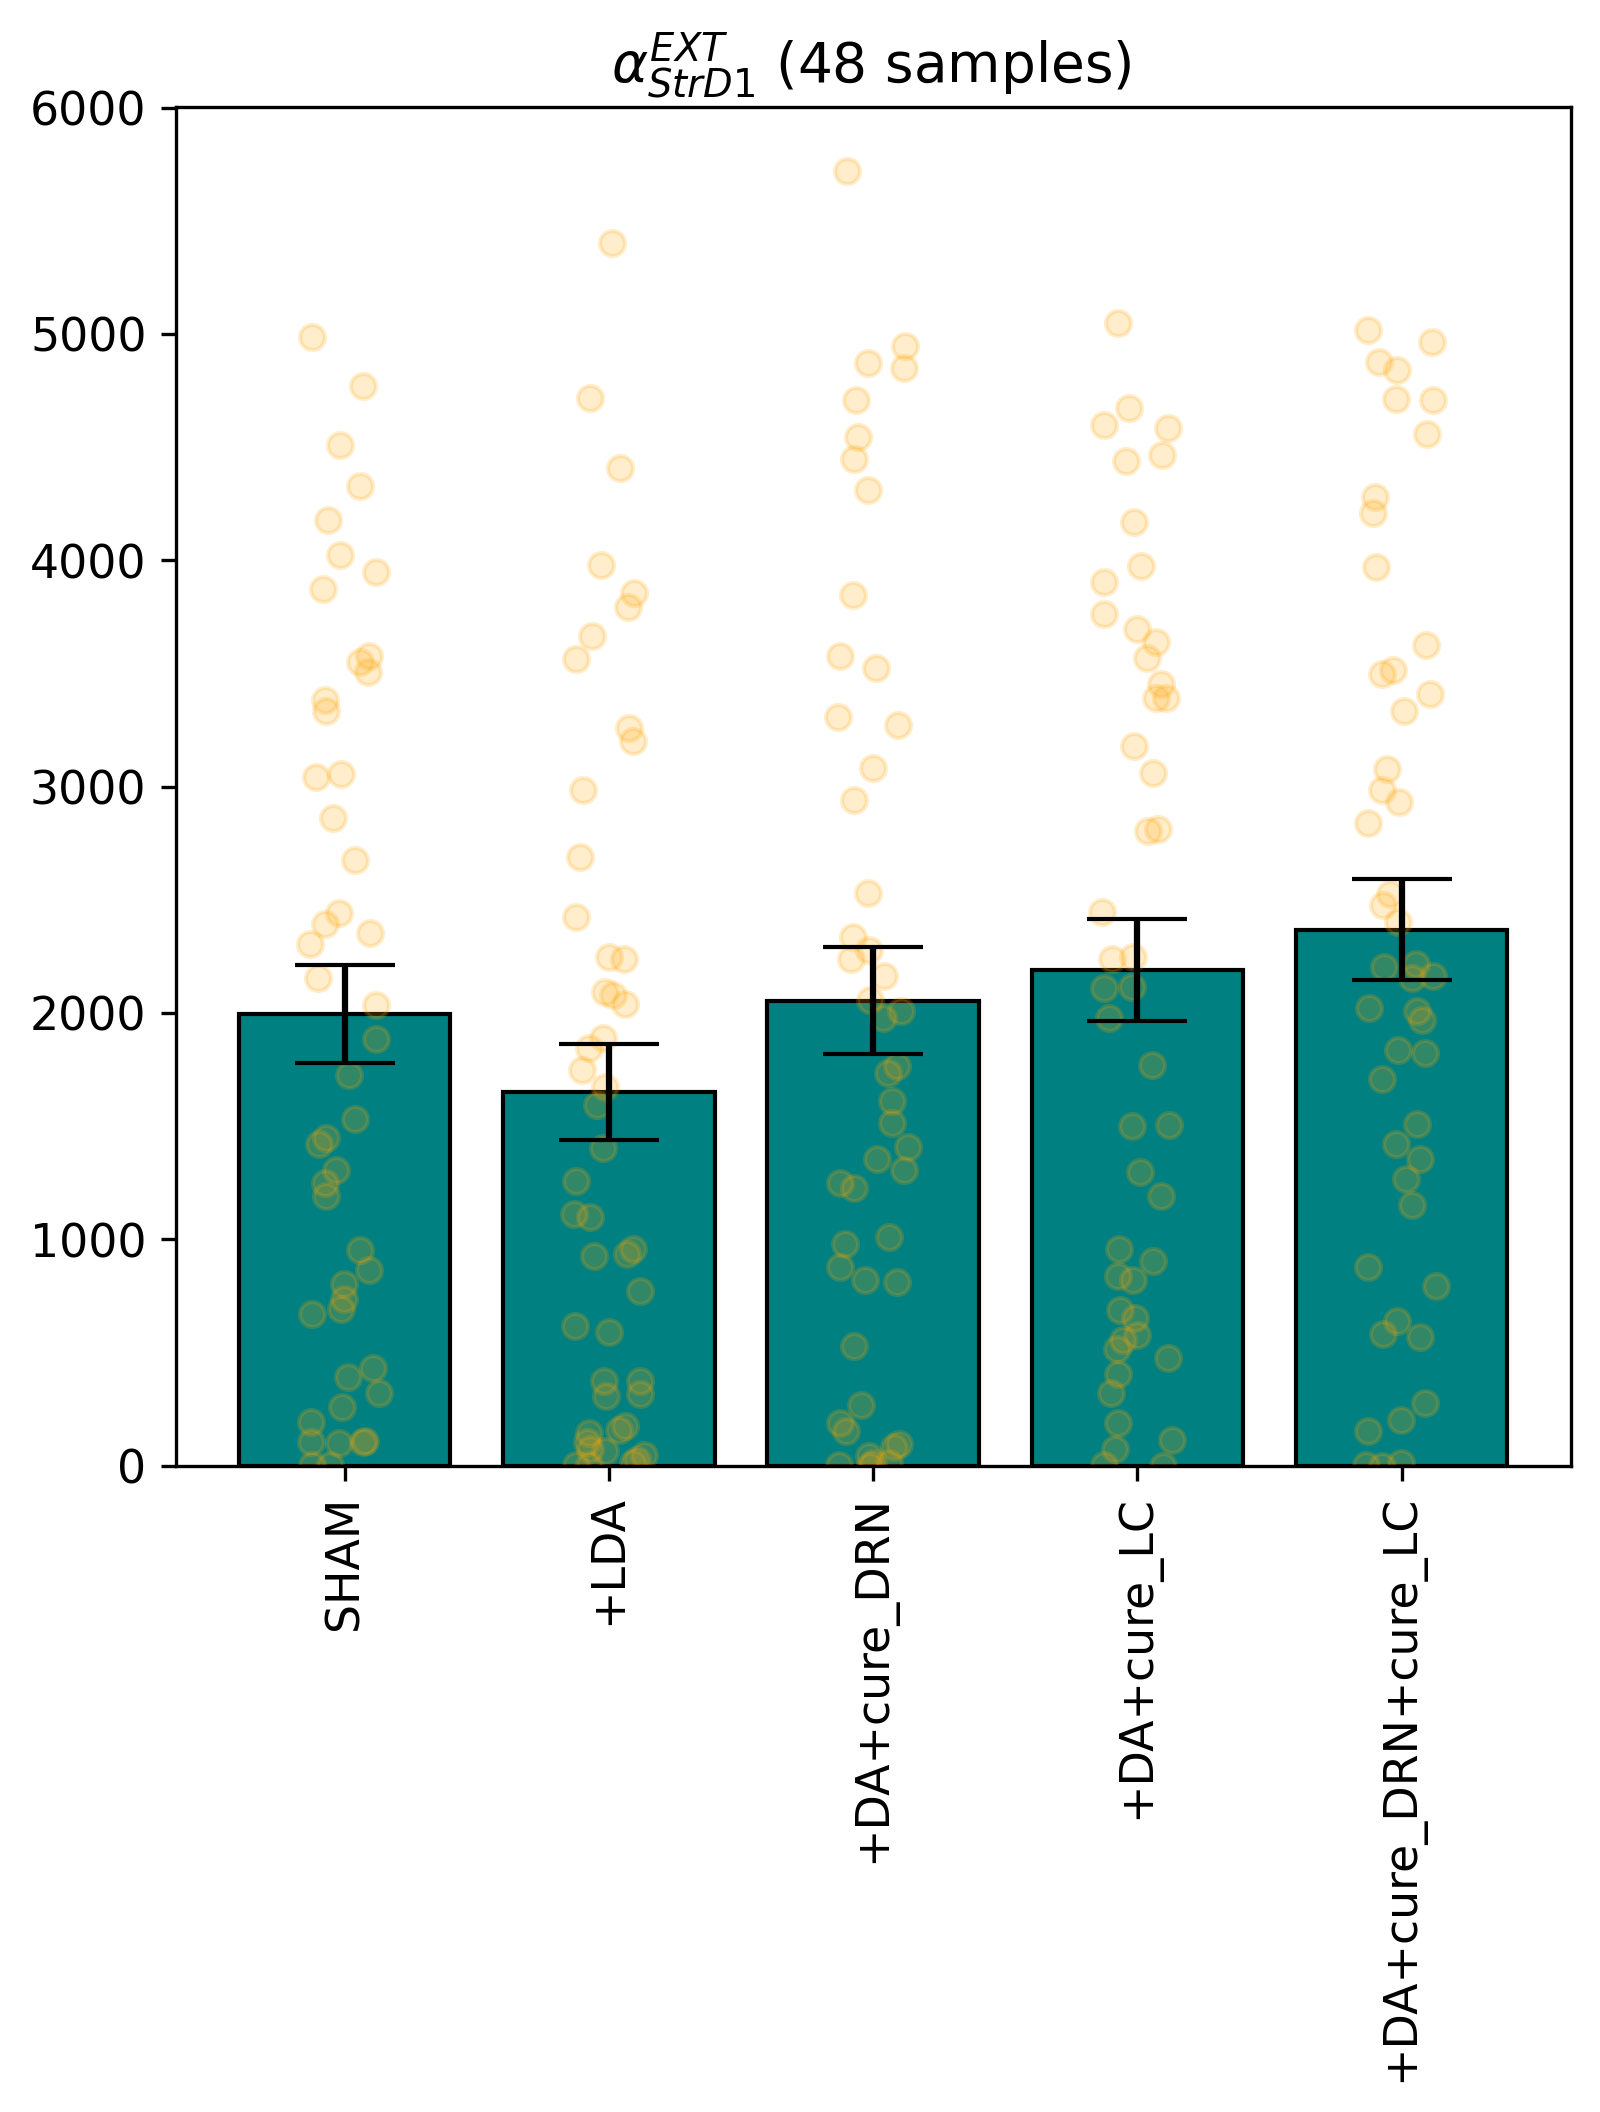 α^{EXT}_{StrD1} (48 samples)
6000
5000
4000
3000
2000
1000
0
SHAM
+LDA
+DA+cure_DRN
+DA+cure_LC
+DA+cure_DRN+cure_LC